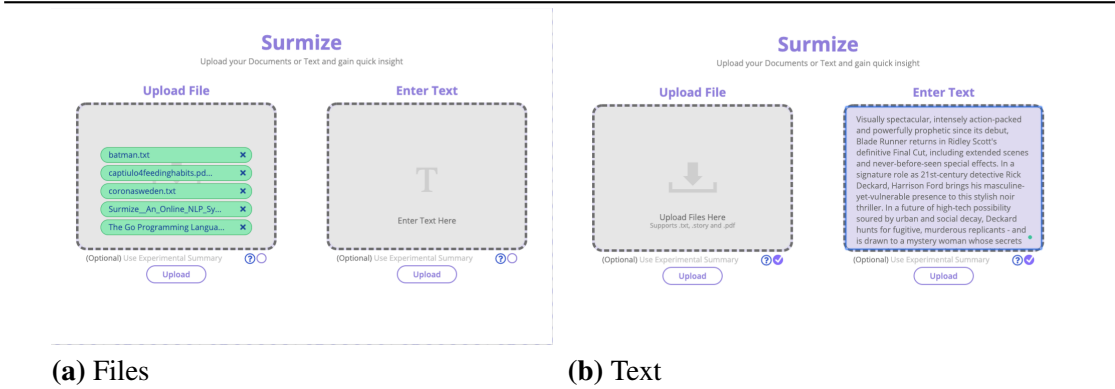 Surmize
Upload your Documents or Text and gain quick insight
Upload File
Enter Text
batman.txt
captiulo4feedinghabits.pd...
coronasweden.txt
Surmize__An_Online_NLP_Sy...
The Go Programming Langua...
T
Enter Text Here
(Optional) Use Experimental Summary ?
Upload
(Optional) Use Experimental Summary ?
Upload
(a) Files
Surmize
Upload your Documents or Text and gain quick insight
Upload File
Enter Text
Upload Files Here
Supports .txt, .story and .pdf
Visually spectacular, intensely action-packed
and powerfully prophetic since its debut,
Blade Runner returns in Ridley Scott's
definitive Final Cut, including extended scenes
and never-before-seen special effects. In a
signature role as 21st-century detective Rick
Deckard, Harrison Ford brings his masculine-
yet-vulnerable presence to this stylish noir
thriller. In a future of high-tech possibility
soured by urban and social decay, Deckard
hunts for fugitive, murderous replicants - and
is drawn to a mystery woman whose secrets
(Optional) Use Experimental Summary ?
Upload
(Optional) Use Experimental Summary ?
Upload
(b) Text